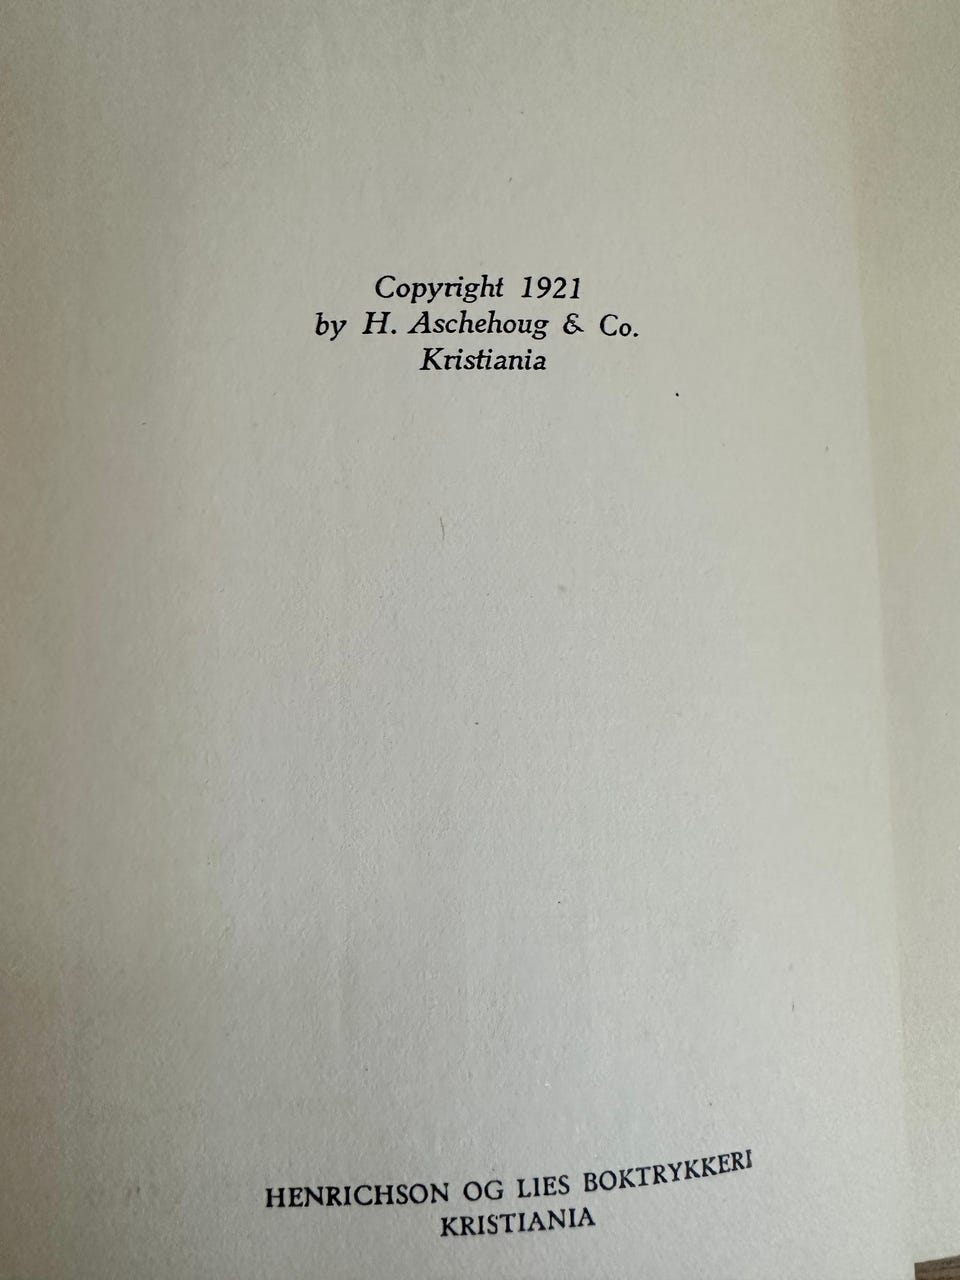 Copyright 1921
by H. Aschehoug & Co.
Kristiania
HENRICHSON OG LIES BOKTRYKKERI
KRISTIANIA